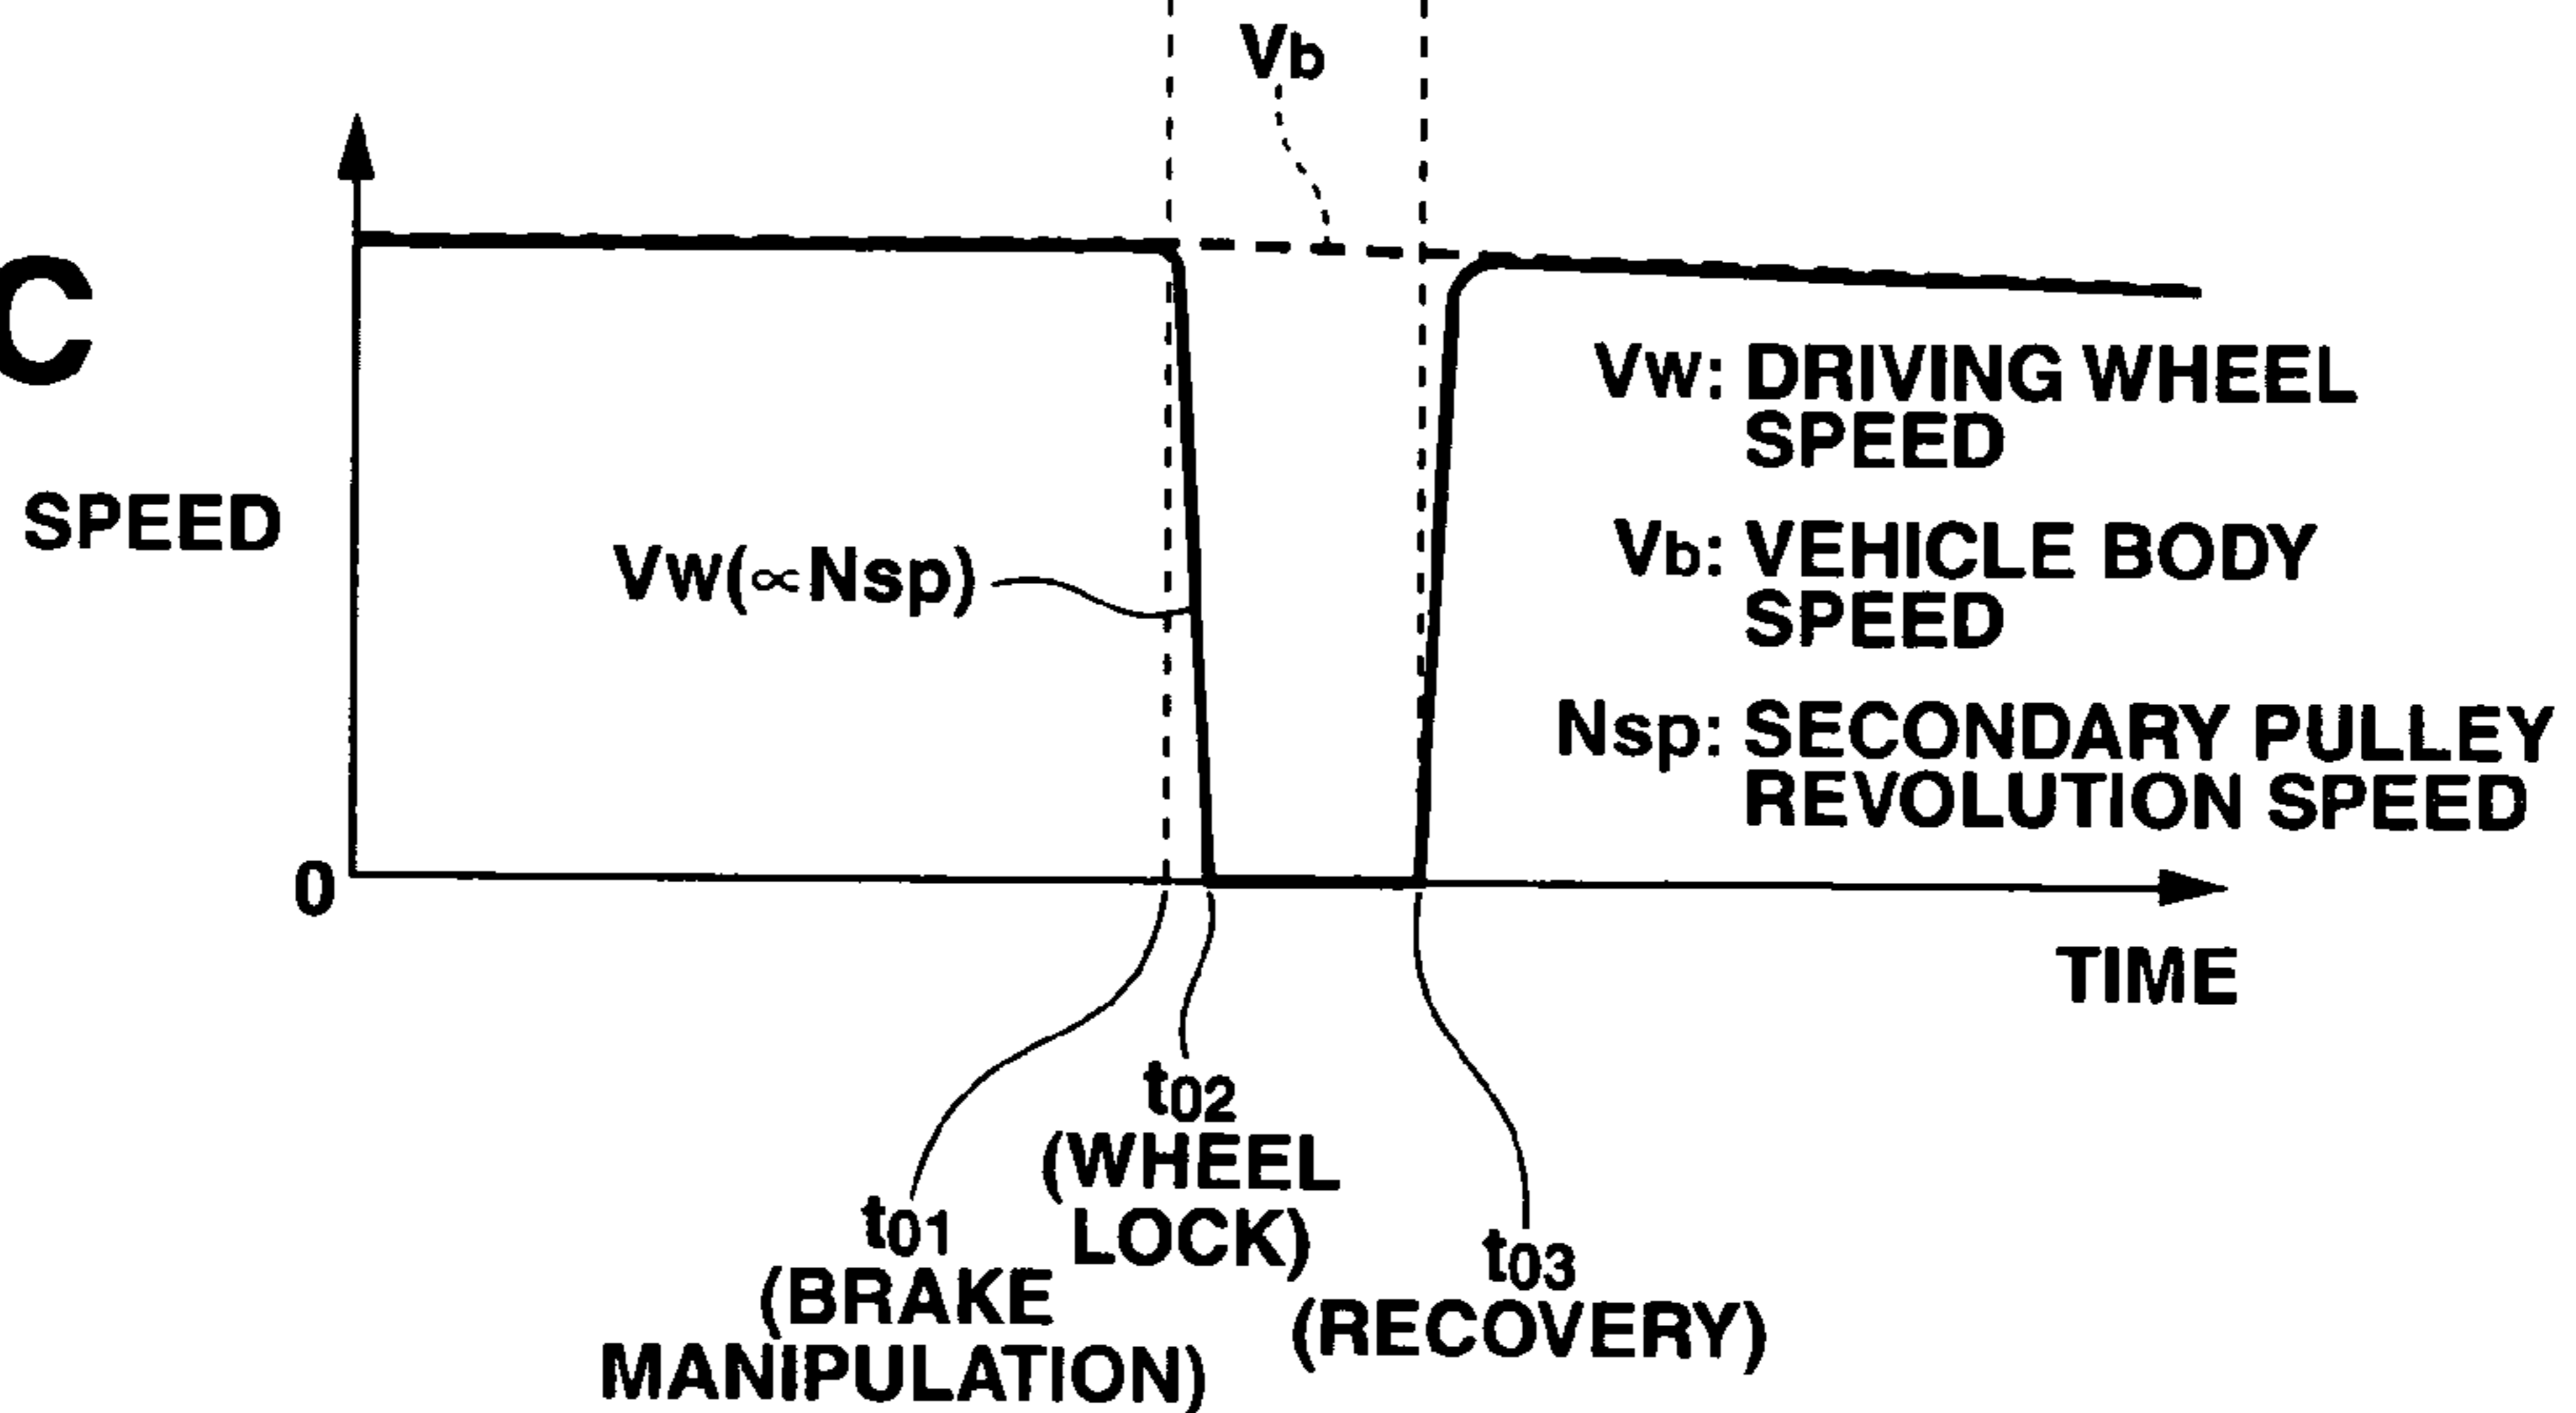 Vb
C
SPEED
Vw(∝Nsp)
Vw: DRIVING WHEEL
SPEED
Vb: VEHICLE BODY
SPEED
Nsp: SECONDARY PULLEY
REVOLUTION SPEED
0
TIME
t02
(WHEEL
LOCK)
t01
(BRAKE
MANIPULATION)
t03
(RECOVERY)